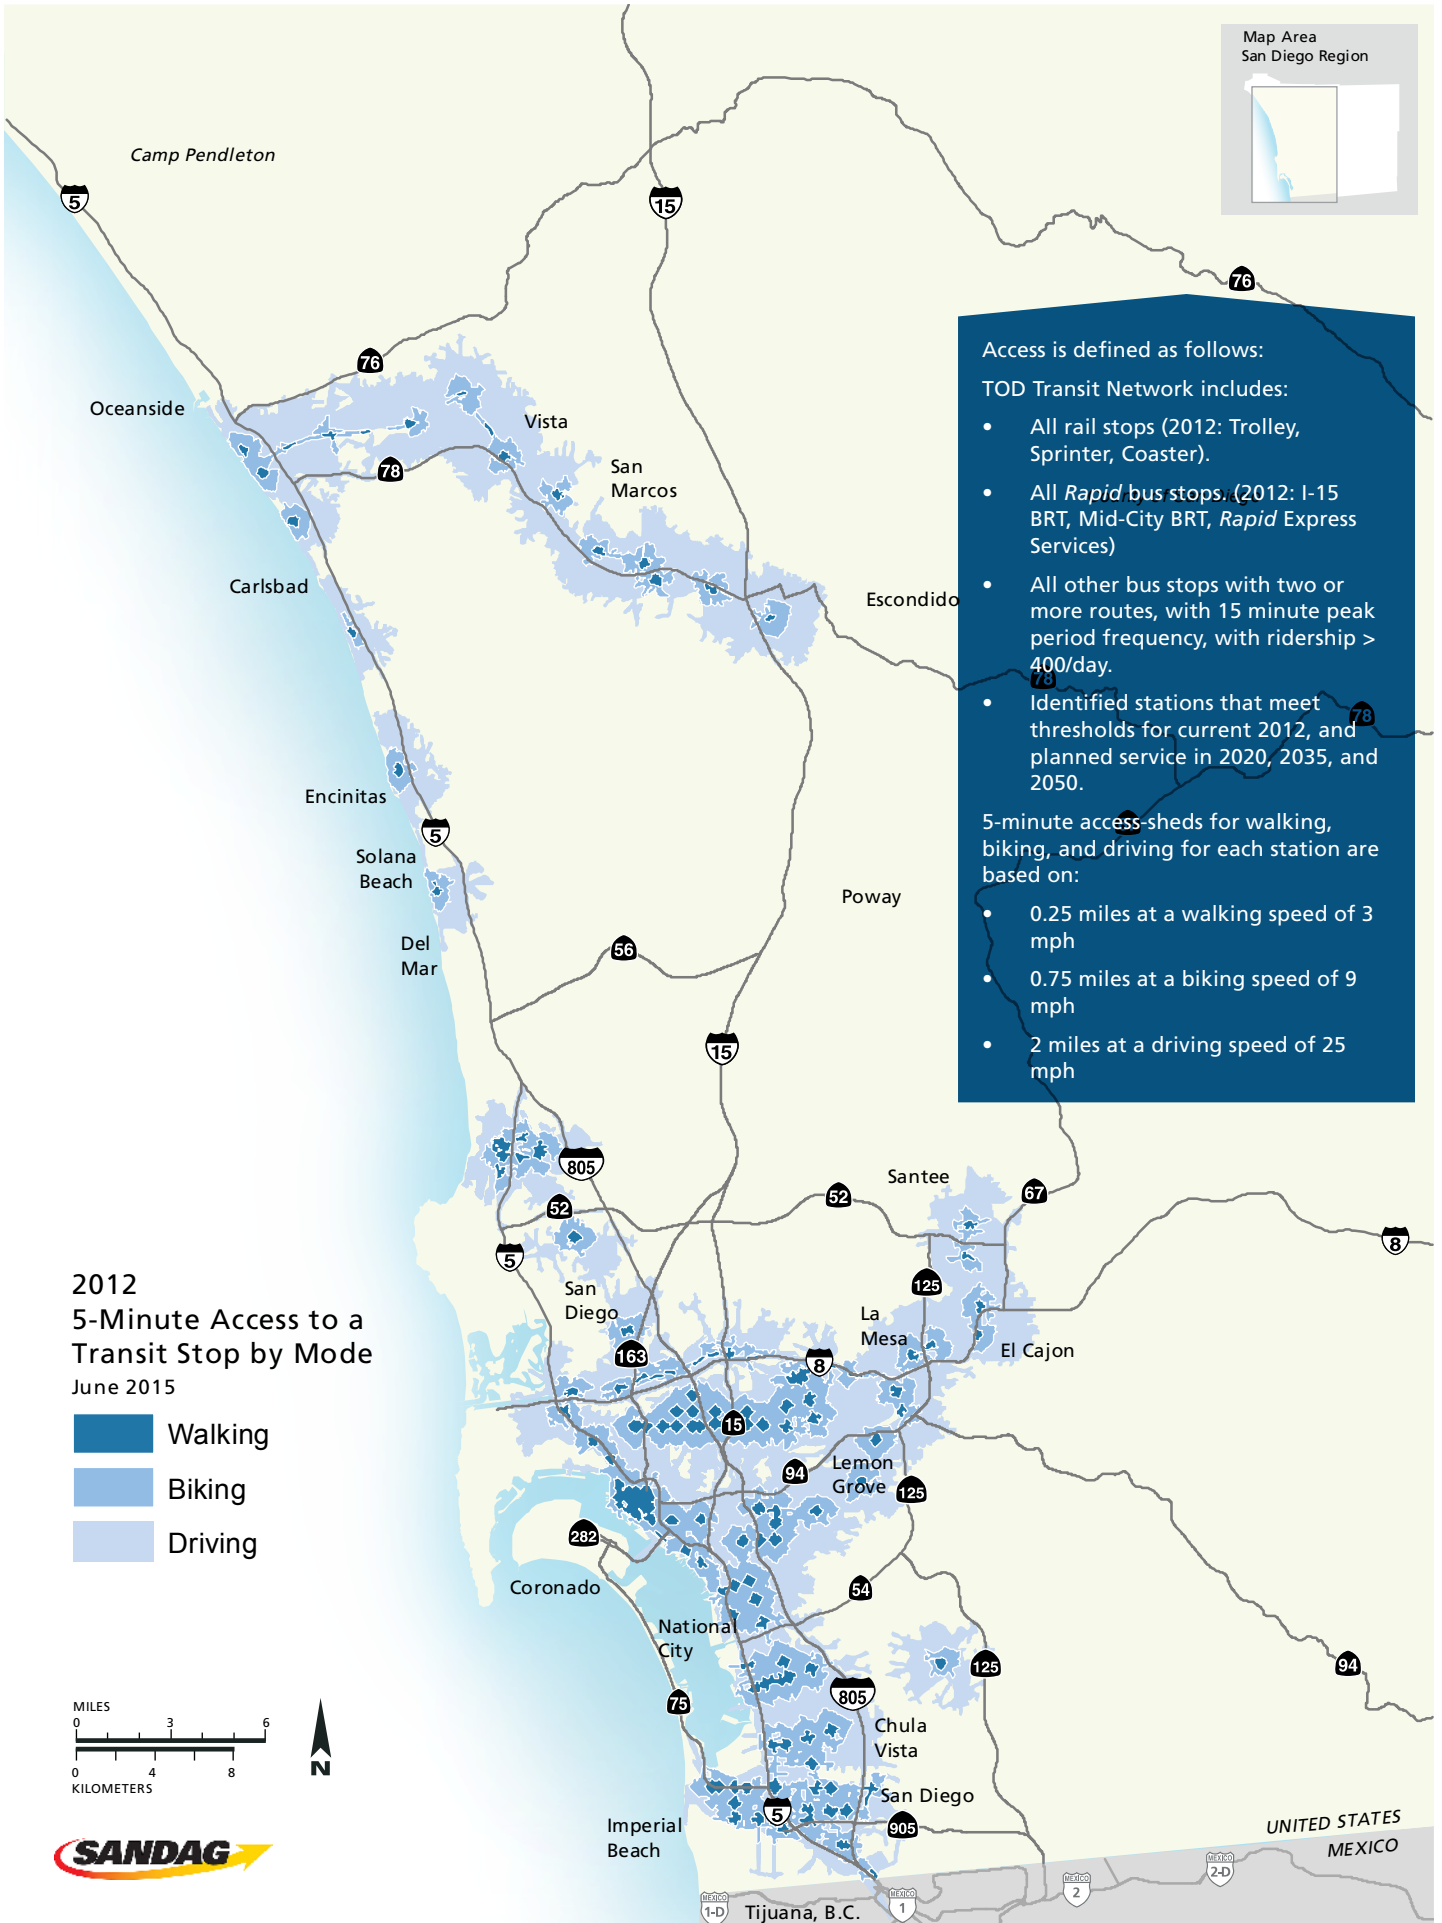 Map Area
San Diego Region
Camp Pendleton
5
15
76
76
Oceanside
Vista
78
San
Marcos
Carlsbad
Escondido
Encinitas
5
Solana
Beach
Del
Mar
Poway
56
15
Access is defined as follows:
TOD Transit Network includes:
• All rail stops (2012: Trolley,
Sprinter, Coaster).
• All Rapid bus stops. (2012: I-15
BRT, Mid-City BRT, Rapid Express
Services)
• All other bus stops with two or
more routes, with 15 minute peak
period frequency, with ridership >
400/day.
78
• Identified stations that meet
thresholds for current 2012, and
planned service in 2020, 2035, and
2050.
78
5-minute access-sheds for walking,
biking, and driving for each station are
based on:
• 0.25 miles at a walking speed of 3
mph
• 0.75 miles at a biking speed of 9
mph
• 2 miles at a driving speed of 25
mph
805
Santee
52
52
67
5
8
San
Diego
125
La
Mesa
163
8
El Cajon
15
94
Lemon
Grove
125
282
Coronado
54
National
City
125
94
75
805
Chula
Vista
San Diego
5
905
Imperial
Beach
UNITED STATES
MEXICO
MEXICO
1-D
Tijuana, B.C.
MEXICO
1
MEXICO
2
MEXICO
2-D
2012
5-Minute Access to a
Transit Stop by Mode
June 2015
Walking
Biking
Driving
MILES
0 3 6
0 4 8
KILOMETERS
N
SANDAG